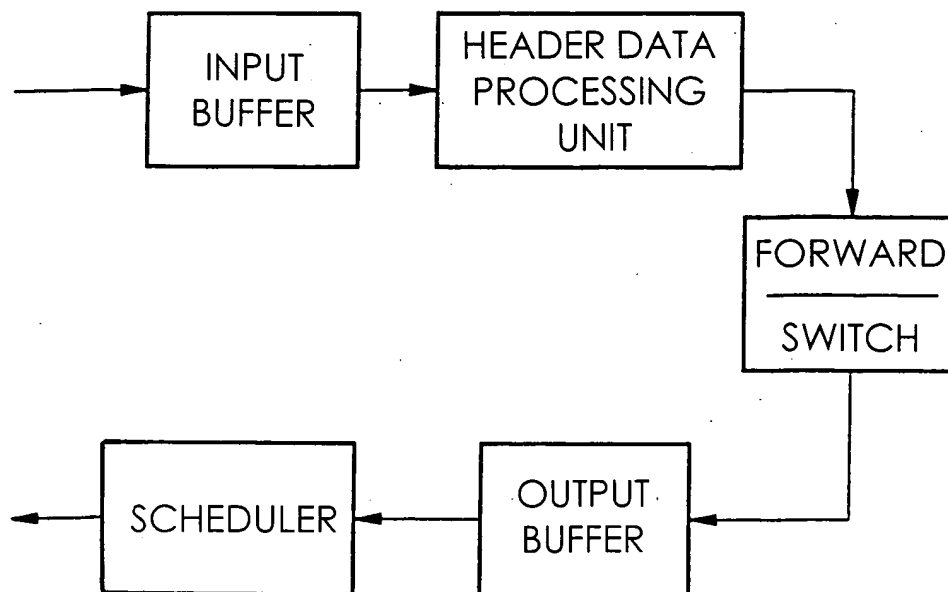 INPUT
BUFFER
HEADER DATA
PROCESSING
UNIT
FORWARD
SWITCH
OUTPUT
BUFFER
SCHEDULER